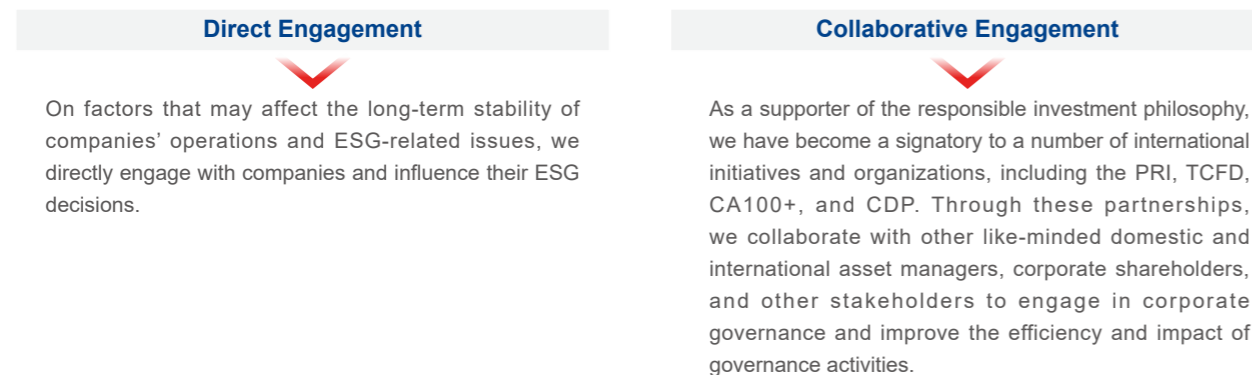 Direct Engagement
On factors that may affect the long-term stability of
companies’ operations and ESG-related issues, we
directly engage with companies and influence their ESG
decisions.
Collaborative Engagement
As a supporter of the responsible investment philosophy,
we have become a signatory to a number of international
initiatives and organizations, including the PRI, TCFD,
CA100+, and CDP. Through these partnerships,
we collaborate with other like-minded domestic and
international asset managers, corporate shareholders,
and other stakeholders to engage in corporate
governance and improve the efficiency and impact of
governance activities.